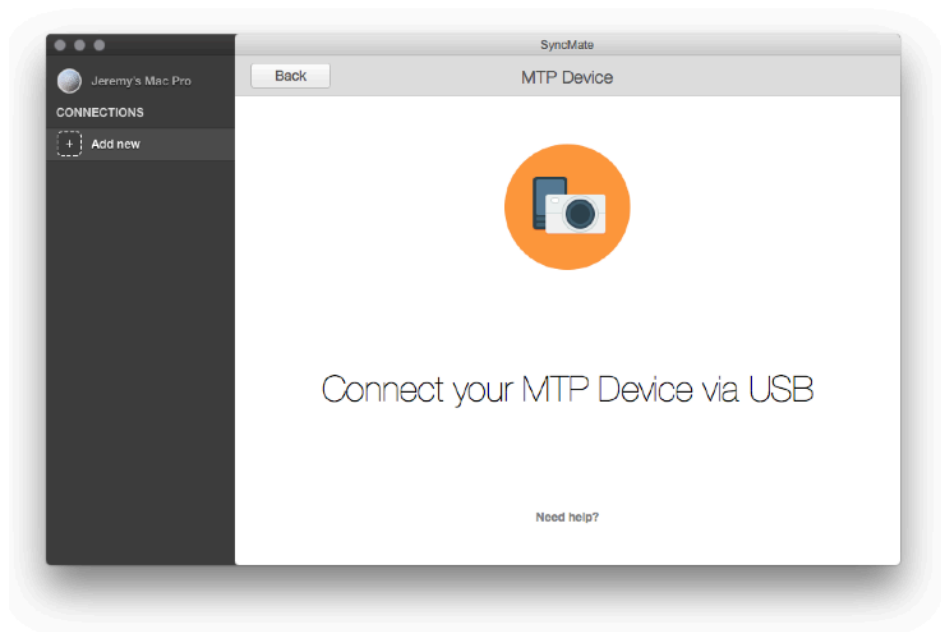 SyncMate
Jeremy's Mac Pro
Back
MTP Device
CONNECTIONS
+ Add new
Connect your MTP Device via USB
Need help?